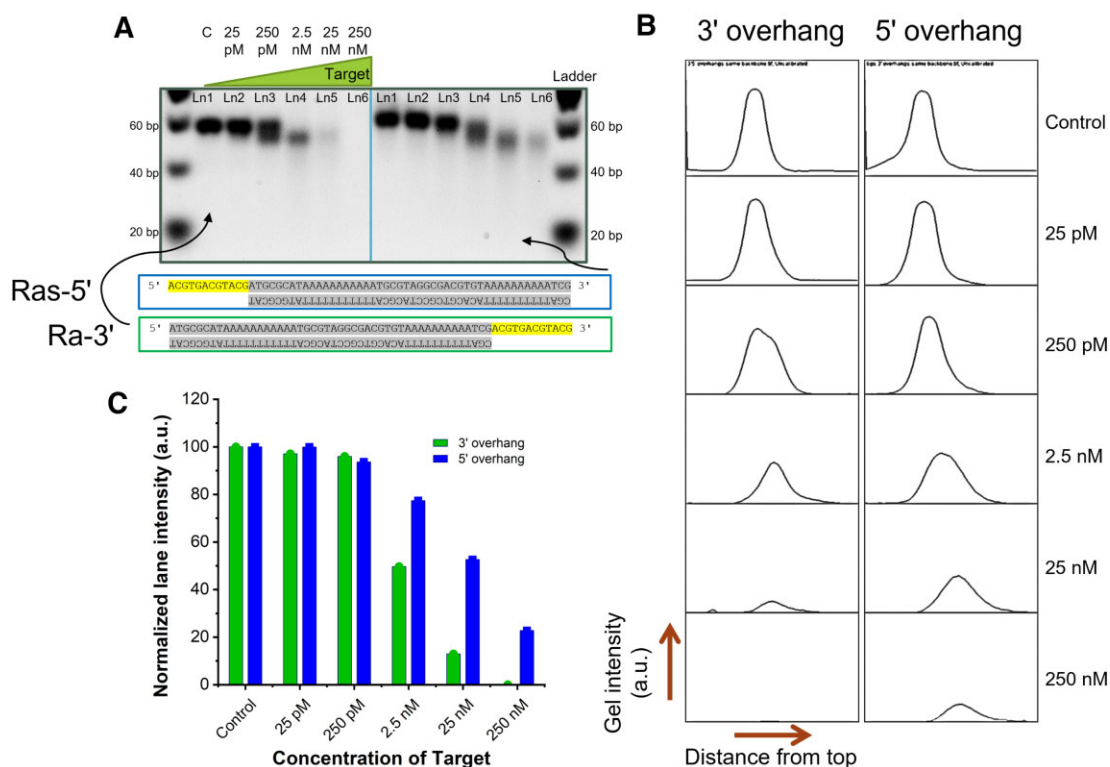 A
B
3' overhang
5' overhang
C
25
pM
250
pM
2.5
nM
25
nM
250
nM
Target
Ladder
Ln1 Ln2 Ln3 Ln4 Ln5 Ln6 Ln1 Ln2 Ln3 Ln4 Ln5 Ln6
60 bp
60 bp
40 bp
40 bp
20 bp
20 bp
Ras-5'
5' ACGTGACGTACGATGCGCATAAAAAAAAAAATGCGTAGGCGACGTGTAAAAAAAAAATCG 3'
Ra-3'
5' ATGCGCATAAAAAAAAAAATGCGTAGGCGACGTGTAAAAAAAAAATCGACGTGACGTACG 3'
Control
25 pM
250 pM
2.5 nM
25 nM
250 nM
Gel intensity
(a.u.)
Distance from top
C
120
100
80
60
40
20
0
Normalized lane intensity (a.u.)
3' overhang
5' overhang
Control
25 pM
250 pM
2.5 nM
25 nM
250 nM
Concentration of Target